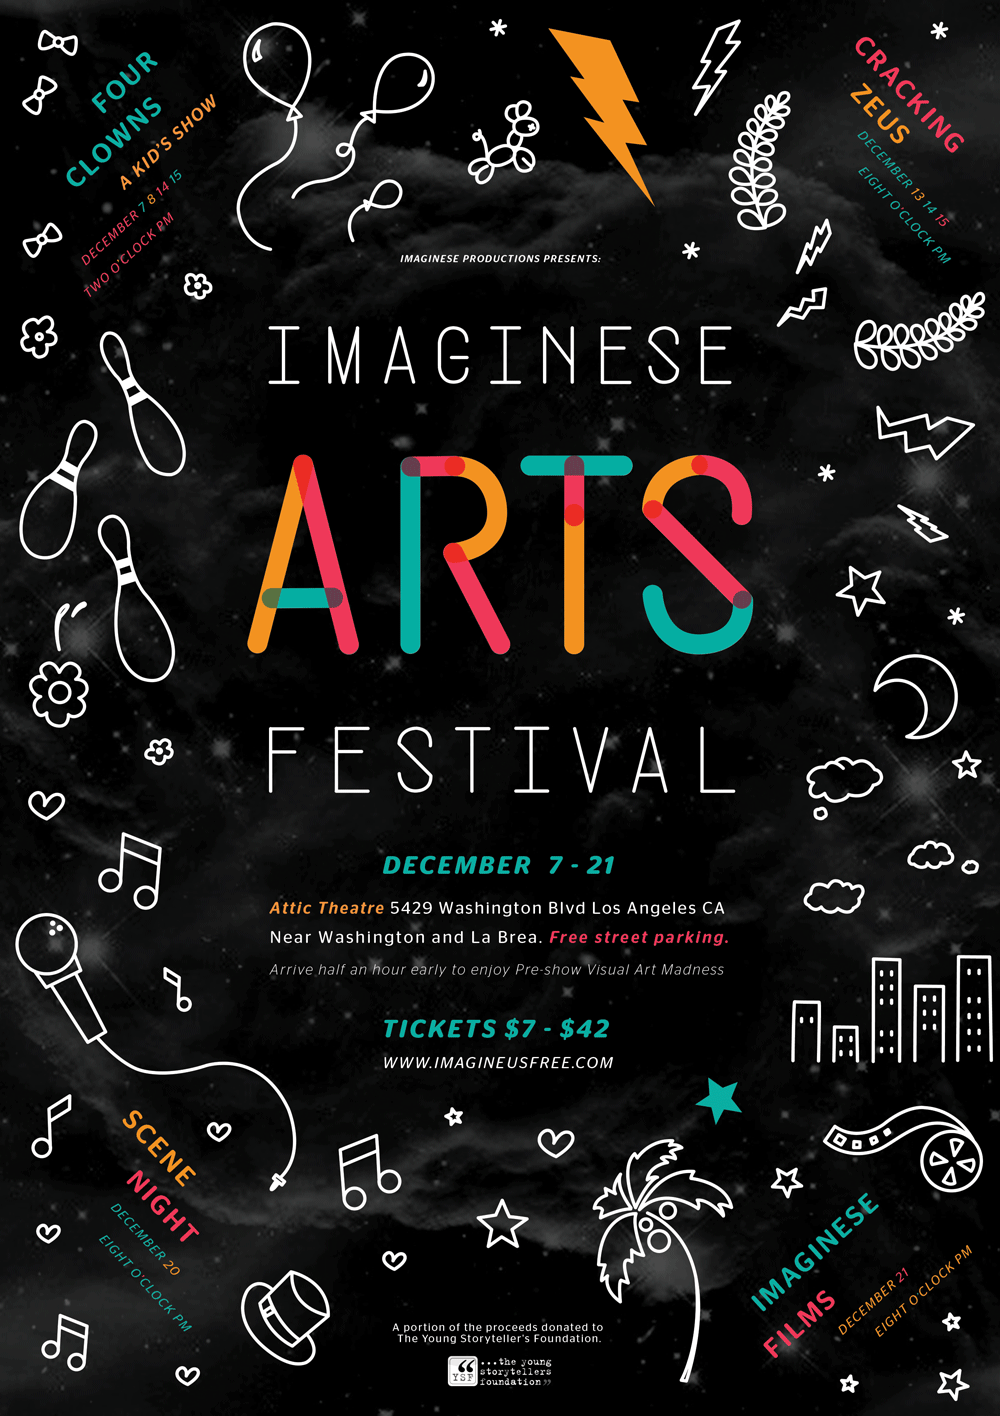 FOUR
CLOWNS
A KID'S SHOW
DECEMBER 7 8 14 15
TWO O'CLOCK PM
CRACKING
ZEUS
DECEMBER 13 14 15
EIGHT O'CLOCK PM
IMAGINESE PRODUCTIONS PRESENTS:
IMAGINESE
ARTS
FESTIVAL
DECEMBER 7 - 21
Attic Theatre 5429 Washington Blvd Los Angeles CA
Near Washington and La Brea. Free street parking.
Arrive half an hour early to enjoy Pre-show Visual Art Madness
TICKETS $7 - $42
WWW.IMAGINEUSFREE.COM
SCENE
NIGHT
DECEMBER 20
EIGHT O'CLOCK PM
IMAGINESE
FILMS
DECEMBER 21
EIGHT O'CLOCK PM
A portion of the proceeds donated to
The Young Storyteller's Foundation.
“ YSF
...the young
storytellers
foundation”